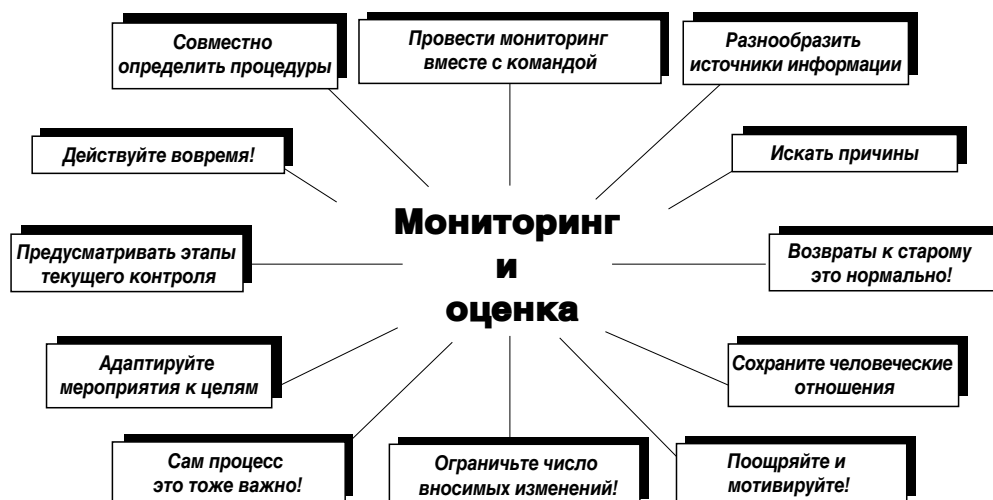 Совместно
определить процедуры
Провести мониторинг
вместе с командой
Разнообразить
источники информации
Действуйте вовремя!
Искать причины
Мониторинг
и
оценка
Предусматривать этапы
текущего контроля
Возвраты к старому
это нормально!
Адаптируйте
мероприятия к целям
Сохраните человеческие
отношения
Сам процесс
это тоже важно!
Ограничьте число
вносимых изменений!
Поощряйте и
мотивируйте!